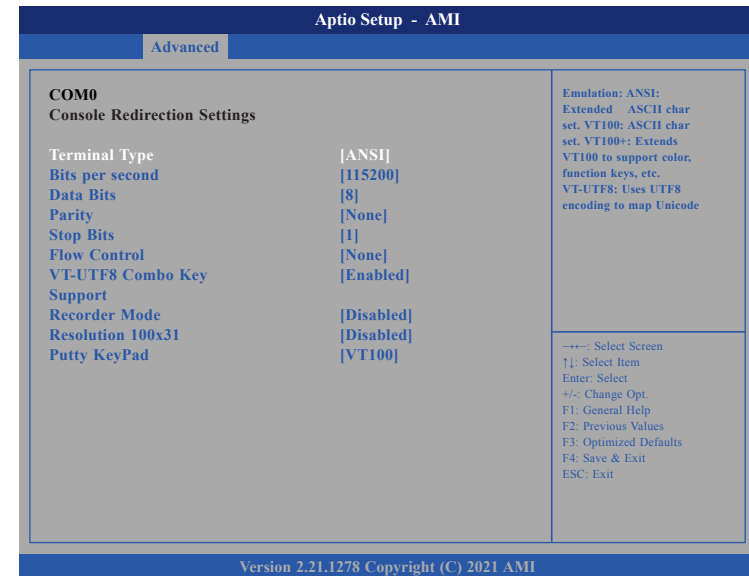 Aptio Setup - AMI
Advanced
COM0
Console Redirection Settings
Terminal Type [ANSI]
Bits per second [115200]
Data Bits [8]
Parity [None]
Stop Bits [1]
Flow Control [None]
VT-UTF8 Combo Key [Enabled]
Support
Recorder Mode [Disabled]
Resolution 100x31 [Disabled]
Putty KeyPad [VT100]
Emulation: ANSI:
Extended ASCII char
set. VT100: ASCII char
set. VT100+: Extends
VT100 to support color,
function keys, etc.
VT-UTF8: Uses UTF8
encoding to map Unicode
→←: Select Screen
↑↓: Select Item
Enter: Select
+/-: Change Opt.
F1: General Help
F2: Previous Values
F3: Optimized Defaults
F4: Save & Exit
ESC: Exit
Version 2.21.1278 Copyright (C) 2021 AMI